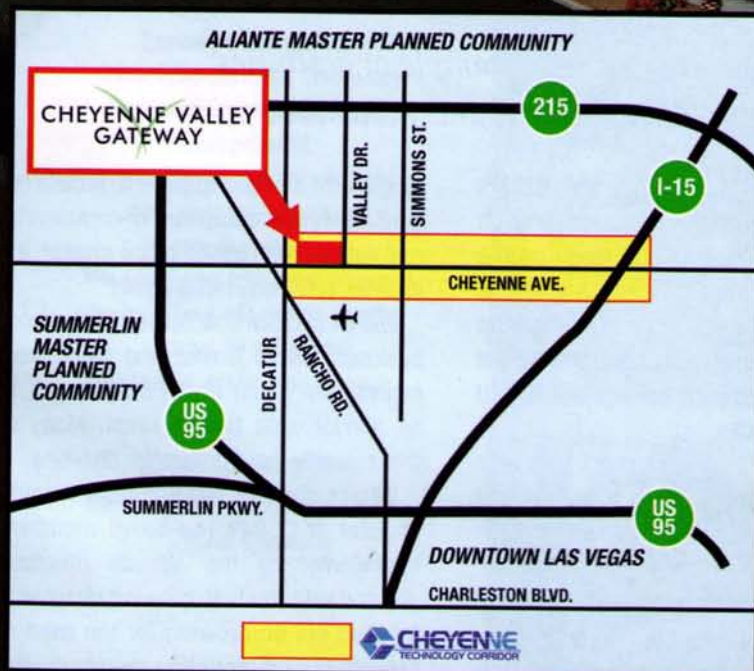 ALIANTE MASTER PLANNED COMMUNITY
CHEYENNE VALLEY
GATEWAY
215
VALLEY DR.
SIMMONS ST.
I-15
CHEYENNE AVE.
SUMMERLIN
MASTER
PLANNED
COMMUNITY
DECATUR
RANCHO RD.
US
95
SUMMERLIN PKWY.
US
95
DOWNTOWN LAS VEGAS
CHARLESTON BLVD.
CHEYENNE
TECHNOLOGY CORRIDOR